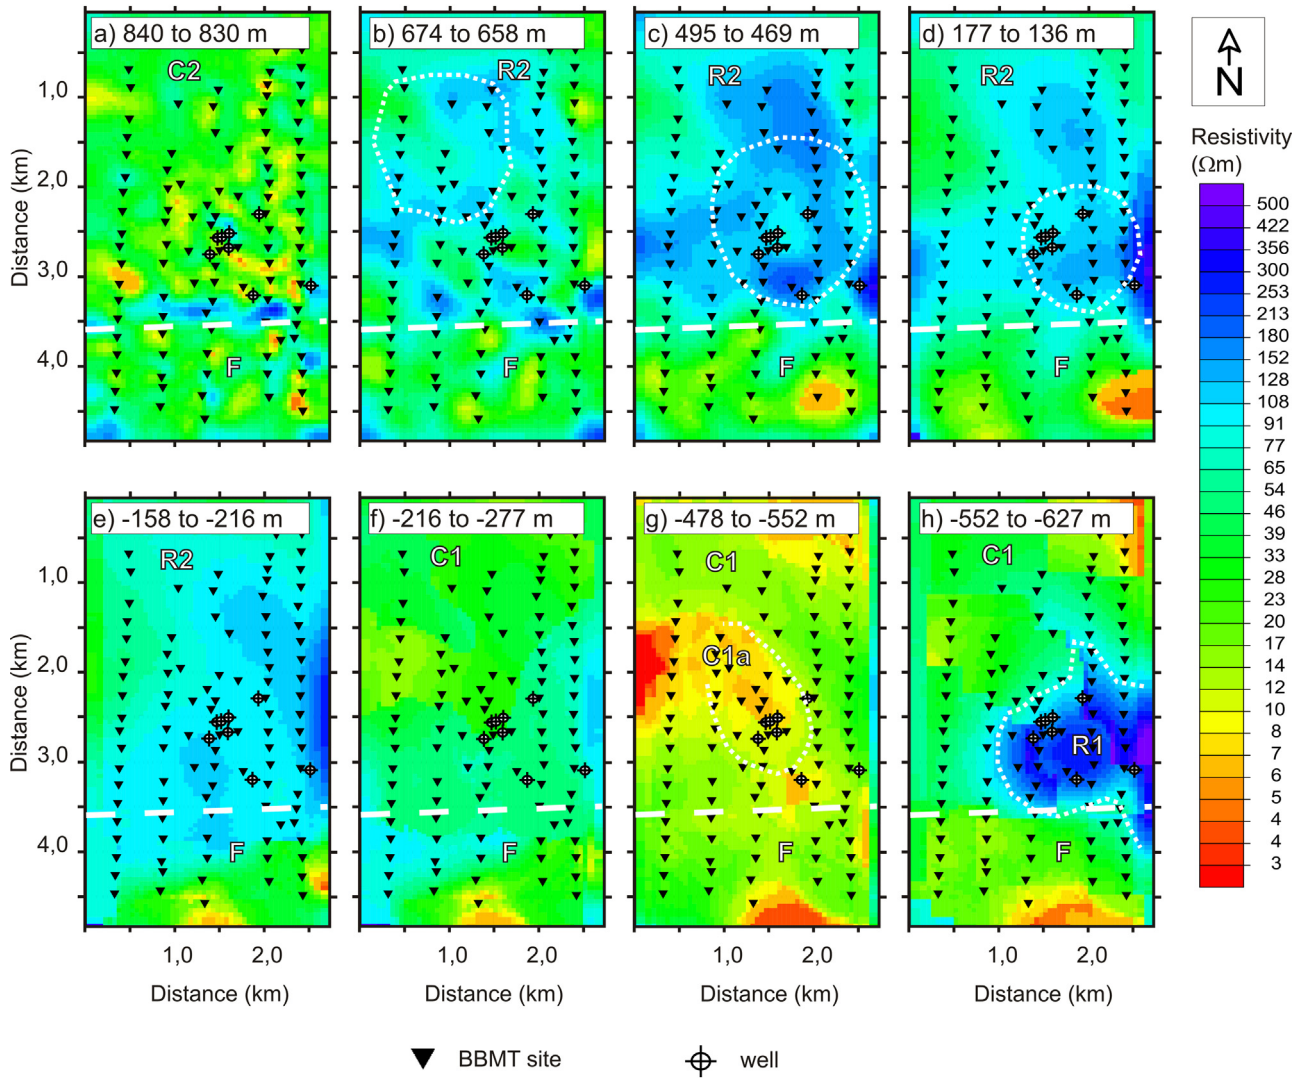 a) 840 to 830 m
b) 674 to 658 m
c) 495 to 469 m
d) 177 to 136 m
N
C2
R2
R2
R2
F
F
F
F
1,0
2,0
3,0
4,0
Distance (km)
Resistivity
(Ωm)
500
422
356
300
253
213
180
152
128
108
91
77
65
54
46
39
33
28
23
20
17
14
12
10
8
7
6
5
4
4
3
e) -158 to -216 m
f) -216 to -277 m
g) -478 to -552 m
h) -552 to -627 m
R2
C1
C1
C1
C1a
R1
F
F
F
F
1,0
2,0
3,0
4,0
Distance (km)
1,0
2,0
1,0
2,0
1,0
2,0
1,0
2,0
Distance (km)
Distance (km)
Distance (km)
Distance (km)
BBMT site
well